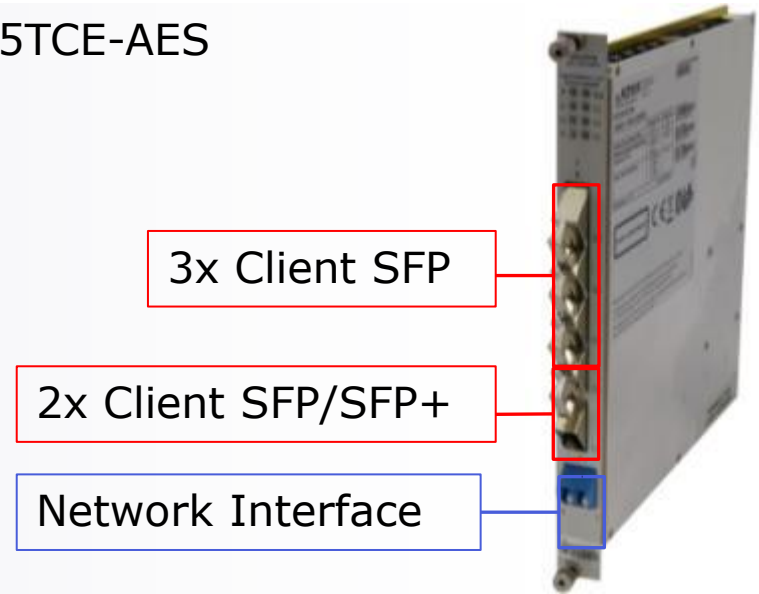 5TCE-AES
3x Client SFP
2x Client SFP/SFP+
Network Interface